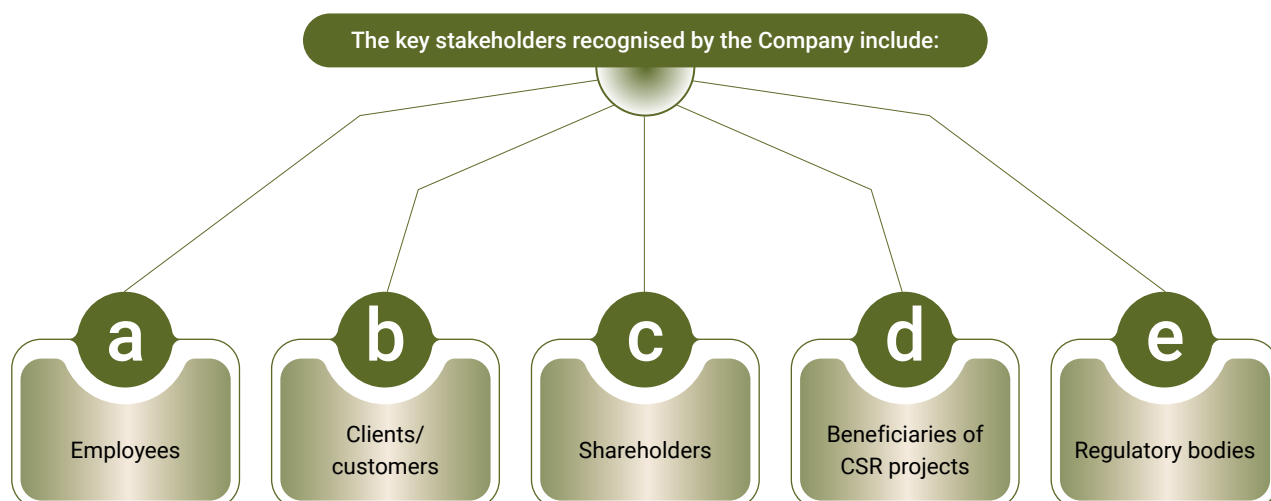 The key stakeholders recognised by the Company include:
a
Employees
b
Clients/
customers
c
Shareholders
d
Beneficiaries of
CSR projects
e
Regulatory bodies